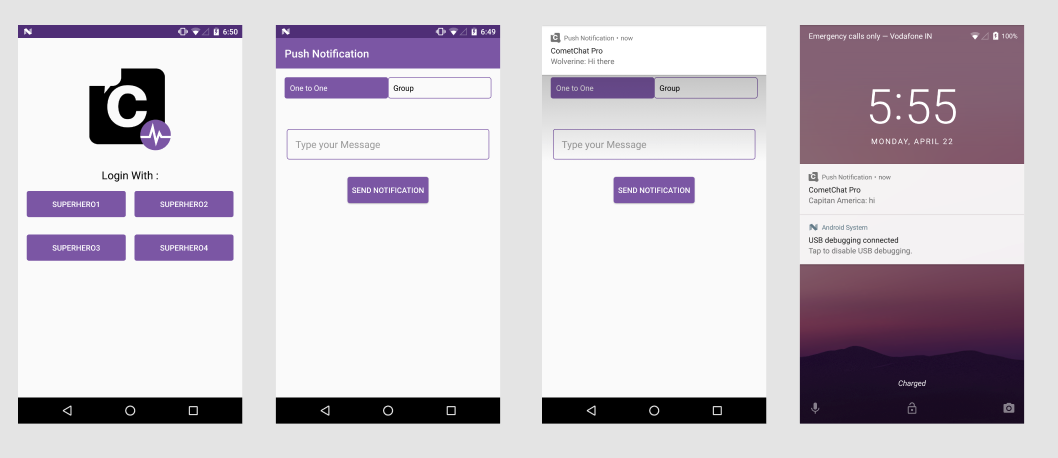 6:50
C
Login With :
SUPERHERO1
SUPERHERO2
SUPERHERO3
SUPERHERO4
6:49
Push Notification
One to One
Group
Type your Message
SEND NOTIFICATION
Push Notification • now
CometChat Pro
Wolverine: Hi there
One to One
Group
Type your Message
SEND NOTIFICATION
Emergency calls only — Vodafone IN
100%
5:55
MONDAY, APRIL 22
Push Notification • now
CometChat Pro
Capitan America: hi
Android System
USB debugging connected
Tap to disable USB debugging.
Charged